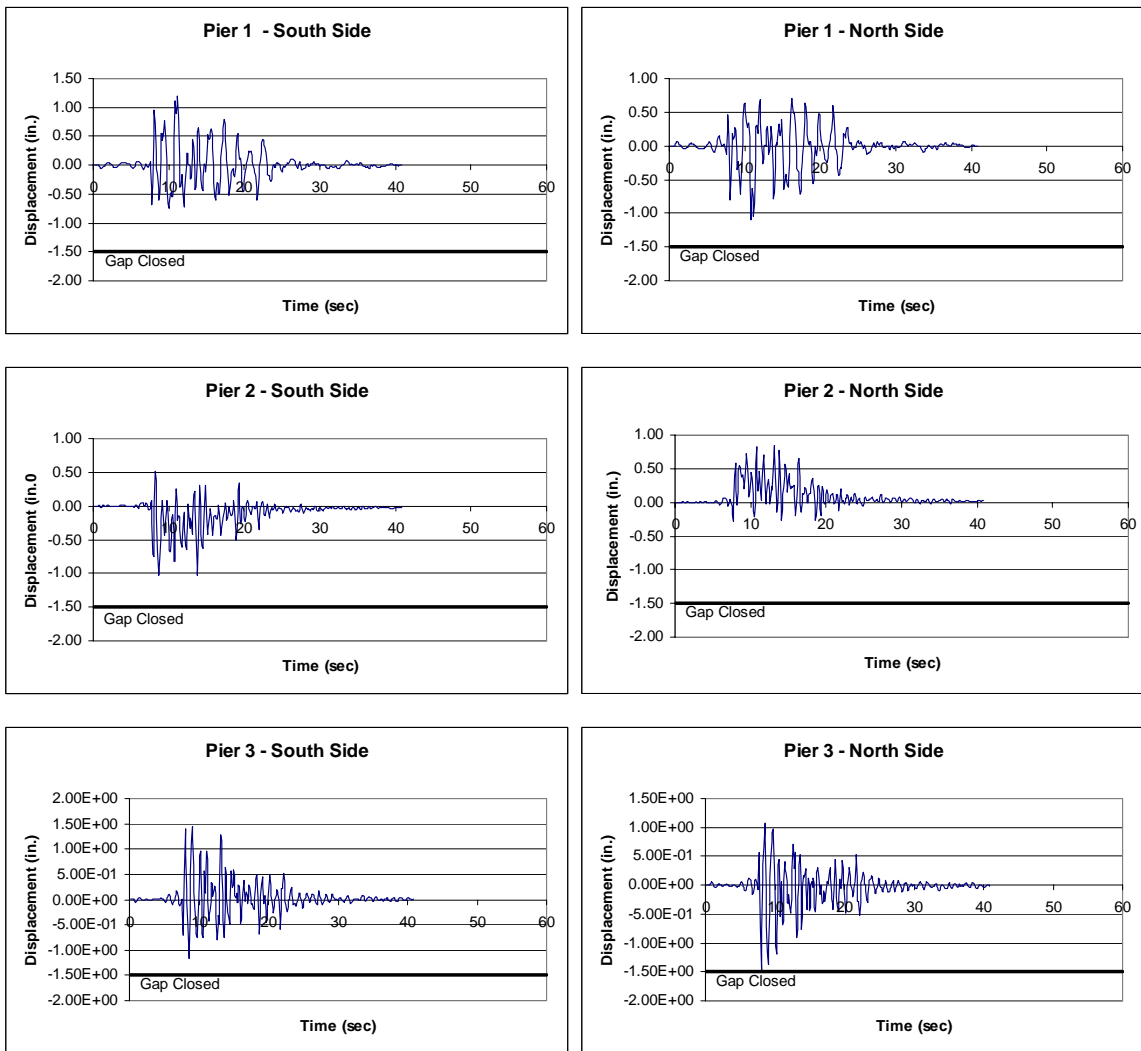 Pier 1 - South Side
1.50
1.00
0.50
0.00
-0.50
-1.00
-1.50
-2.00
0 10 20 30 40 50 60
Displacement (in.)
Gap Closed
Time (sec)
Pier 1 - North Side
1.00
0.50
0.00
-0.50
-1.00
-1.50
-2.00
0 10 20 30 40 50 60
Displacement (in.)
Gap Closed
Time (sec)
Pier 2 - South Side
1.00
0.50
0.00
-0.50
-1.00
-1.50
-2.00
0 10 20 30 40 50 60
Displacement (in.0
Gap Closed
Time (sec)
Pier 2 - North Side
1.00
0.50
0.00
-0.50
-1.00
-1.50
-2.00
0 10 20 30 40 50 60
Displacement (in.)
Gap Closed
Time (sec)
Pier 3 - South Side
2.00E+00
1.50E+00
1.00E+00
5.00E-01
0.00E+00
-5.00E-01
-1.00E+00
-1.50E+00
-2.00E+00
0 10 20 30 40 50 60
Displacement (in.)
Gap Closed
Time (sec)
Pier 3 - North Side
1.50E+00
1.00E+00
5.00E-01
0.00E+00
-5.00E-01
-1.00E+00
-1.50E+00
-2.00E+00
0 10 20 30 40 50 60
Displacement (in.)
Gap Closed
Time (sec)